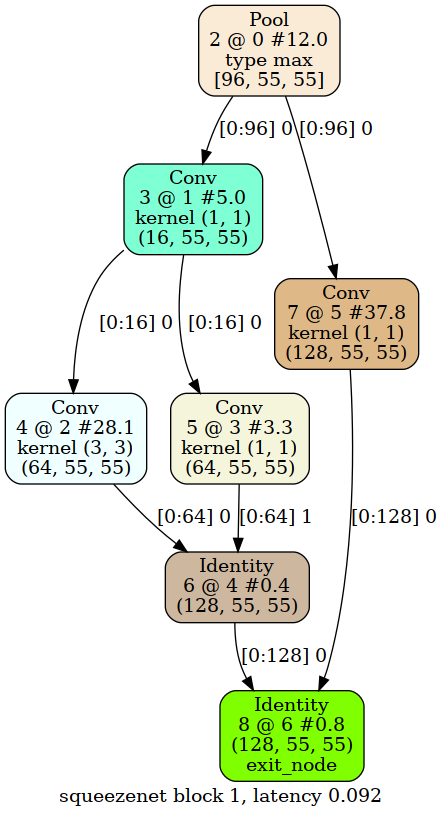 Pool
2 @ 0 #12.0
type max
[96, 55, 55]
[0:96] 0
[0:96] 0
Conv
3 @ 1 #5.0
kernel (1, 1)
(16, 55, 55)
Conv
7 @ 5 #37.8
kernel (1, 1)
(128, 55, 55)
[0:16] 0
[0:16] 0
Conv
4 @ 2 #28.1
kernel (3, 3)
(64, 55, 55)
Conv
5 @ 3 #3.3
kernel (1, 1)
(64, 55, 55)
[0:64] 0
[0:64] 1
[0:128] 0
Identity
6 @ 4 #0.4
(128, 55, 55)
[0:128] 0
Identity
8 @ 6 #0.8
(128, 55, 55)
exit_node
squeezenet block 1, latency 0.092